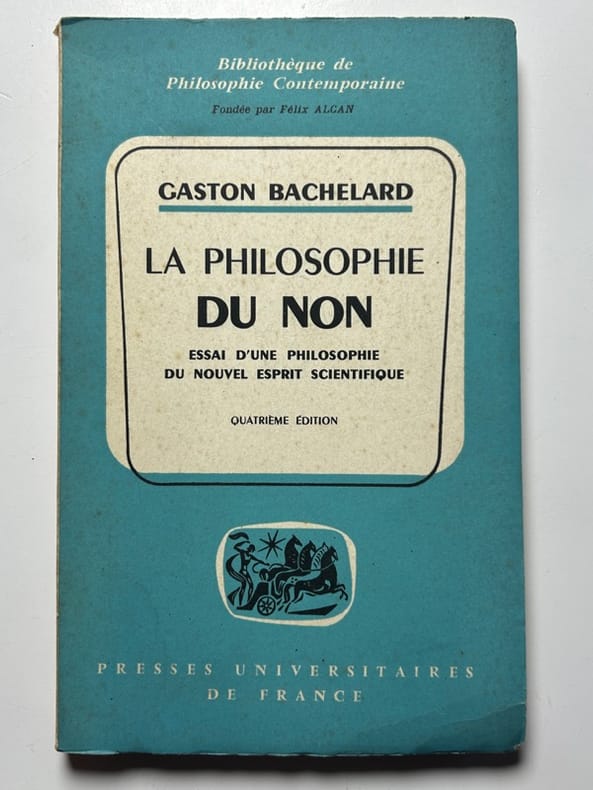 Bibliothèque de
Philosophie Contemporaine
Fondée par Félix ALCAN
GASTON BACHELARD
LA PHILOSOPHIE
DU NON
ESSAI D'UNE PHILOSOPHIE
DU NOUVEL ESPRIT SCIENTIFIQUE
QUATRIÈME ÉDITION
PRESSES UNIVERSITAIRES
DE FRANCE